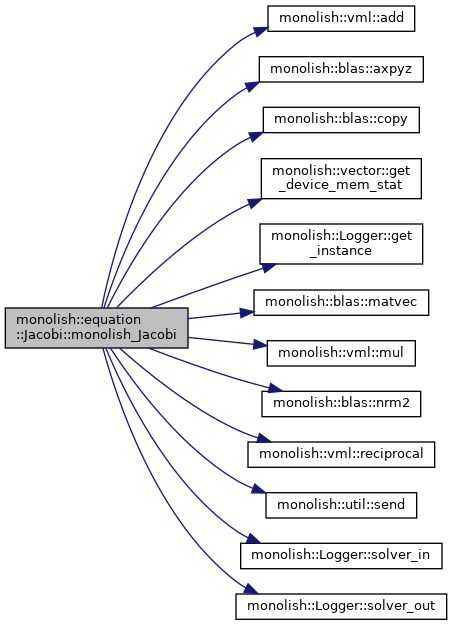 monolish::vml::add
monolish::blas::axpyz
monolish::blas::copy
monolish::vector::get
_device_mem_stat
monolish::Logger::get
_instance
monolish::equation
::Jacobi::monolish_Jacobi
monolish::blas::matvec
monolish::vml::mul
monolish::blas::nrm2
monolish::vml::reciprocal
monolish::util::send
monolish::Logger::solver_in
monolish::Logger::solver_out